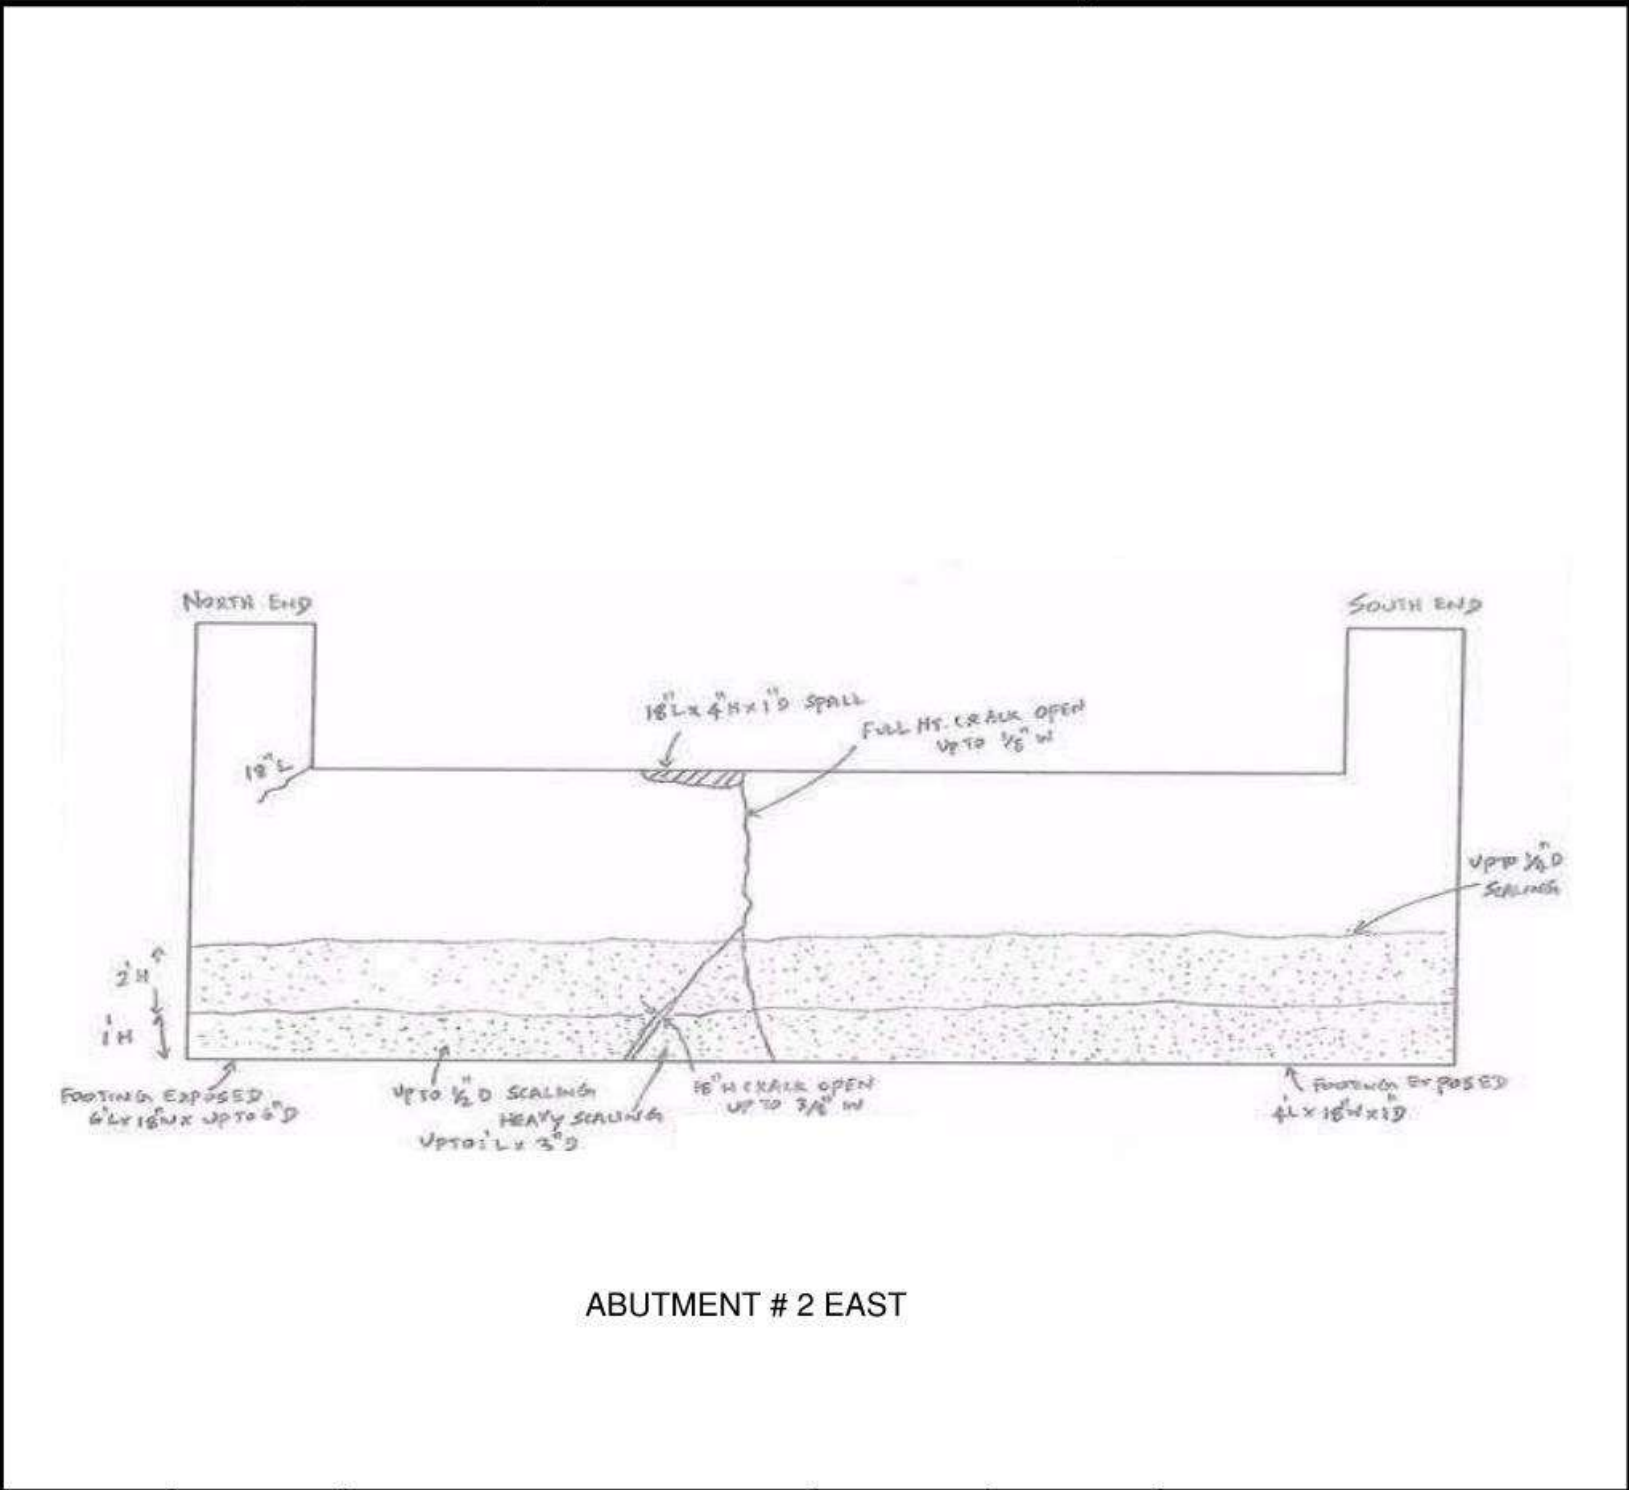 NORTH END
SOUTH END
18"L x 4"H x 1"D SPALL
FULL HT. CRACK OPEN
UP TO 1/8" W
18"L
UP TO 1/4" D
SCALING
2'H
1'H
FOOTING EXPOSED
6'L x 18"W x UP TO 6"D
UP TO 1/2" D SCALING
HEAVY SCALING
UP TO 1'L x 3"D
18"H CRACK OPEN
UP TO 3/8" W
FOOTING EXPOSED
4'L x 18"W x 1"D
ABUTMENT # 2 EAST